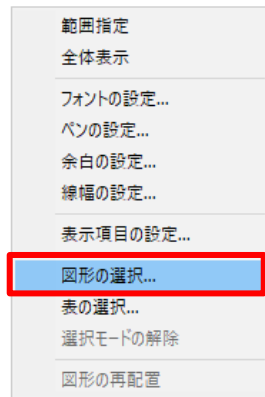 範囲指定
全体表示
フォントの設定...
ペンの設定...
余白の設定...
線幅の設定...
表示項目の設定...
図形の選択...
表の選択...
選択モードの解除
図形の再配置